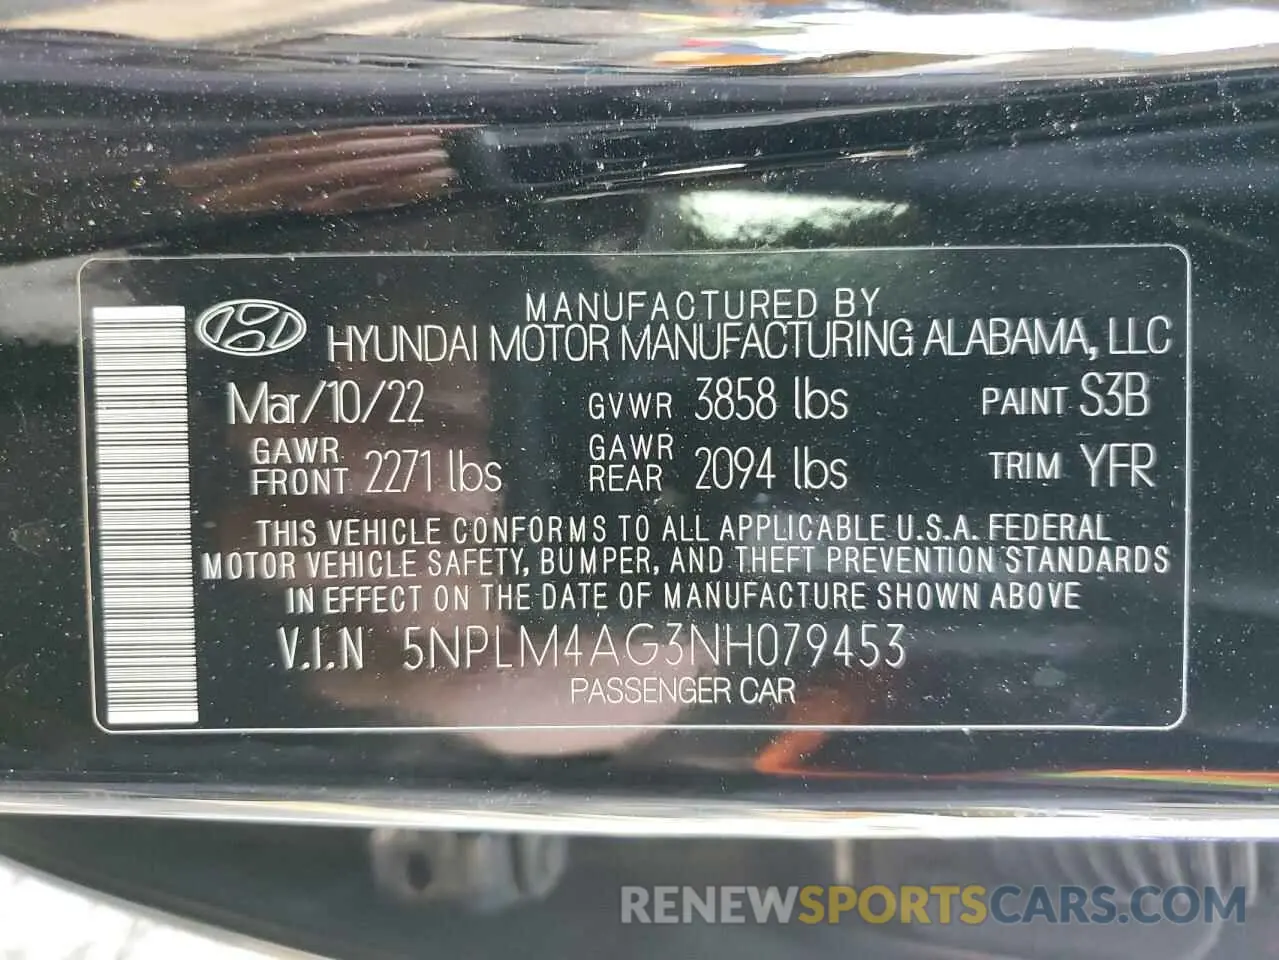 MANUFACTURED BY
HYUNDAI MOTOR MANUFACTURING ALABAMA, LLC
Mar/10/22 GVWR 3858 lbs PAINT S3B
GAWR FRONT 2271 lbs GAWR REAR 2094 lbs TRIM YFR
THIS VEHICLE CONFORMS TO ALL APPLICABLE U.S.A. FEDERAL
MOTOR VEHICLE SAFETY, BUMPER, AND THEFT PREVENTION STANDARDS
IN EFFECT ON THE DATE OF MANUFACTURE SHOWN ABOVE
V.I.N 5NPLM4AG3NH079453
PASSENGER CAR
RENEWSPORTSCARS.COM